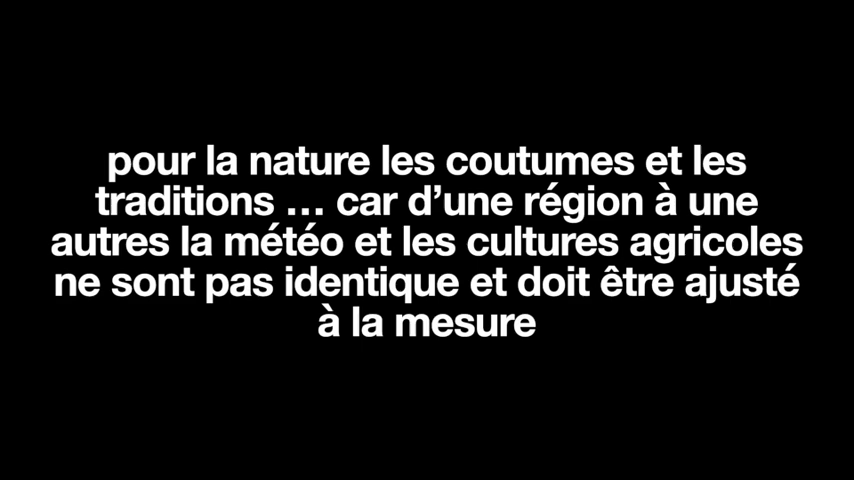 pour la nature les coutumes et les
traditions … car d’une région à une
autres la météo et les cultures agricoles
ne sont pas identique et doit être ajusté
à la mesure